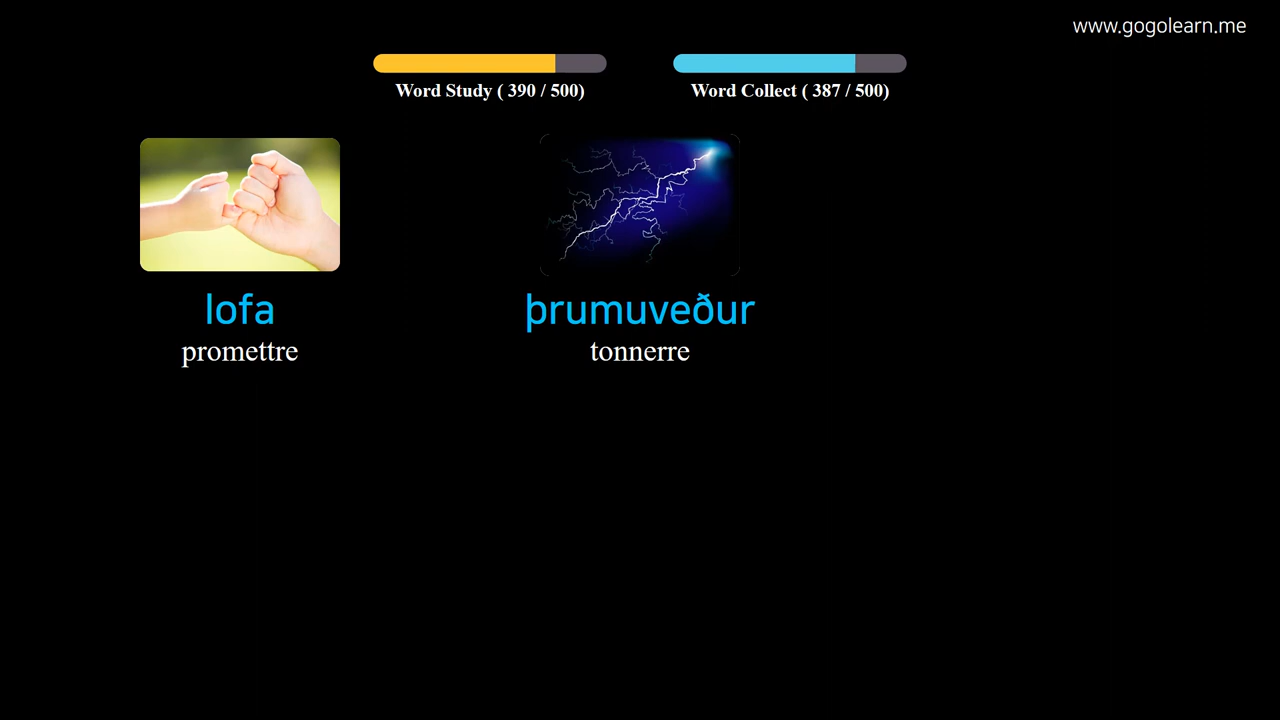 www.gogolearn.me
Word Study ( 390 / 500)
Word Collect ( 387 / 500)
lofa
promettre
þrumuveður
tonnerre